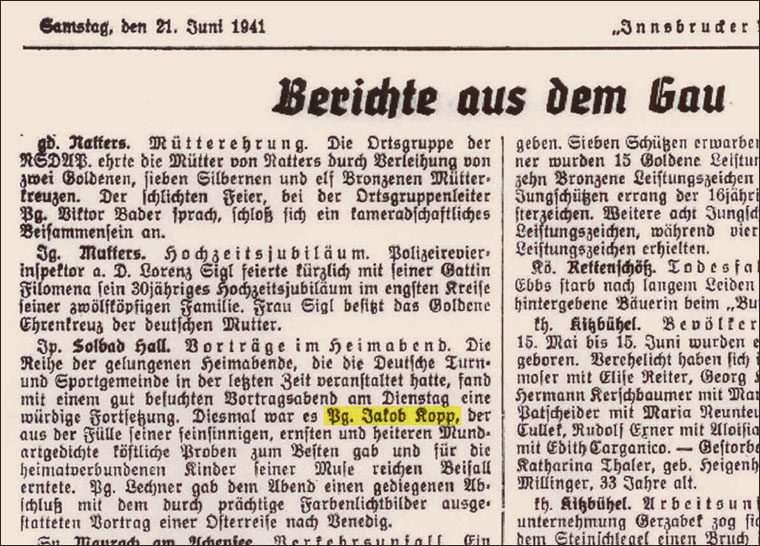 Samstag, den 21. Juni 1941
„Innsbrucker
Berichte aus dem Gau
gd. Natters. Mütterehrung. Die Ortsgruppe der
NSDAP. ehrte die Mütter von Natters durch Verleihung von
zwei Goldenen, sieben Silbernen und elf Bronzenen Mütter-
kreuzen. Der schlichten Feier, bei der Ortsgruppenleiter
Pg. Viktor Bader sprach, schloß sich ein kameradschaftliches
Beisammensein an.
Ig. Mutters. Hochzeitsjubiläum. Polizeirevier-
inspektor a. D. Lorenz Sigl feierte kürzlich mit seiner Gattin
Filomena sein 30jähriges Hochzeitsjubiläum im engsten Kreise
seiner zwölfköpfigen Familie. Frau Sigl besitzt das Goldene
Ehrenkreuz der deutschen Mutter.
Ip. Solbad Hall. Vorträge im Heimabend. Die
Reihe der gelungenen Heimabende, die die Deutsche Turn-
und Sportgemeinde in der letzten Zeit veranstaltet hatte, fand
mit einem gut besuchten Vortragsabend am Dienstag eine
würdige Fortsetzung. Diesmal war es Pg. Jakob Kopp, der
aus der Fülle seiner feinsinnigen, ernsten und heiteren Mund-
artgedichte köstliche Proben zum Besten gab und für die
heimatverbundenen Kinder seiner Muse reichen Beifall
erntete. Pg. Lechner gab dem Abend einen gediegenen Ab-
schluß mit dem durch prächtige Farbenlichtbilder ausge-
statteten Vortrag einer Osterreise nach Venedig.
Sn. Maurach am Achensee. Verkehrsunfall. Ein
geben. Sieben Schützen erwarben
ner wurden 15 Goldene Leistun
zehn Bronzene Leistungszeichen
Jungschützen errang der 16jähri
sterzeichen. Weitere acht Jungsch
Leistungszeichen, während vier
Leistungszeichen erhielten.
Kö. Rettenschöß. Todesfal
Ebbs starb nach langem Leiden
hintergebene Bäuerin beim „Bu
kh. Kitzbühel. Bevölker
15. Mai bis 15. Juni wurden e
geboren. Verehelicht haben sich i
moser mit Elise Reiter, Georg
Hermann Kerschbaumer mit Ma
Patscheider mit Maria Neunteu
Tullek, Rudolf Exner mit Aloisia
mit Edith Carganico. — Gestorbe
Katharina Thaler, geb. Heigenh
Millinger, 33 Jahre alt.
kh. Kitzbühel. Arbeitsunf
unternehmung Gerzabek zog sic
dem Steinschlegel einen Bruch